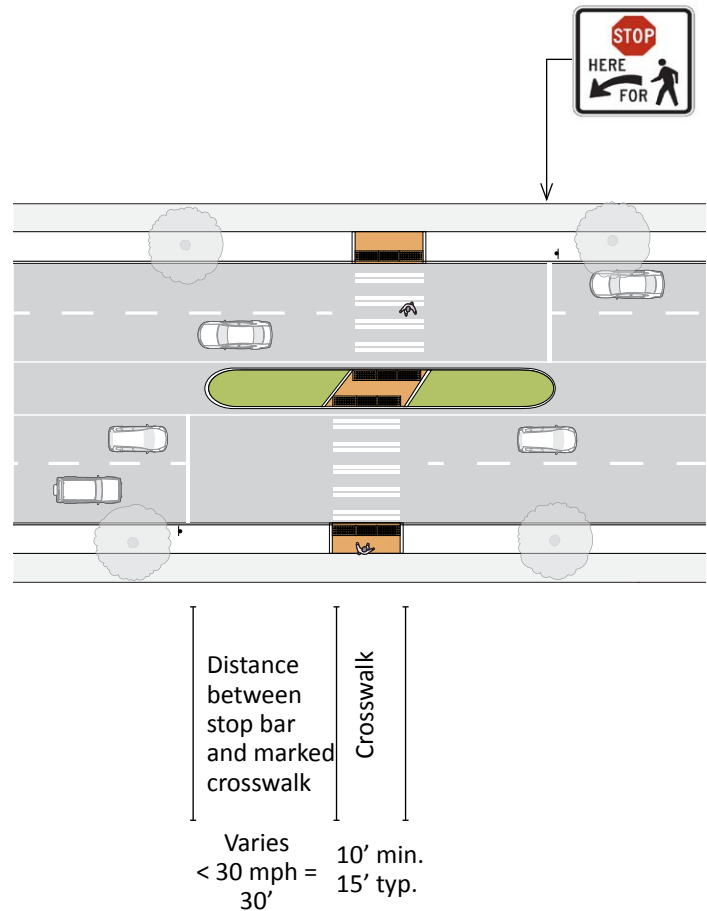 STOP
HERE
FOR
Distance
between
stop bar
and marked
crosswalk
Crosswalk
Varies
< 30 mph =
30’
10’ min.
15’ typ.